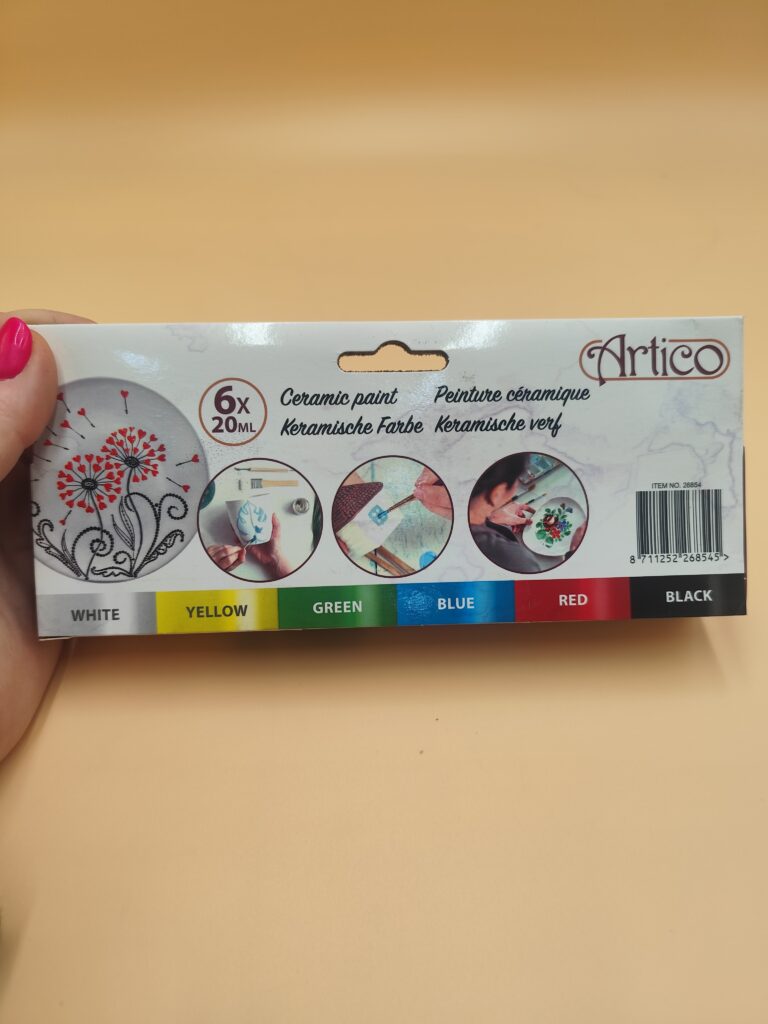 Artico
6X
20ML
Ceramic paint Peinture céramique
Keramische Farbe Keramische verf
ITEM NO. 26854
8 711252 268545 >
WHITE YELLOW GREEN BLUE RED BLACK